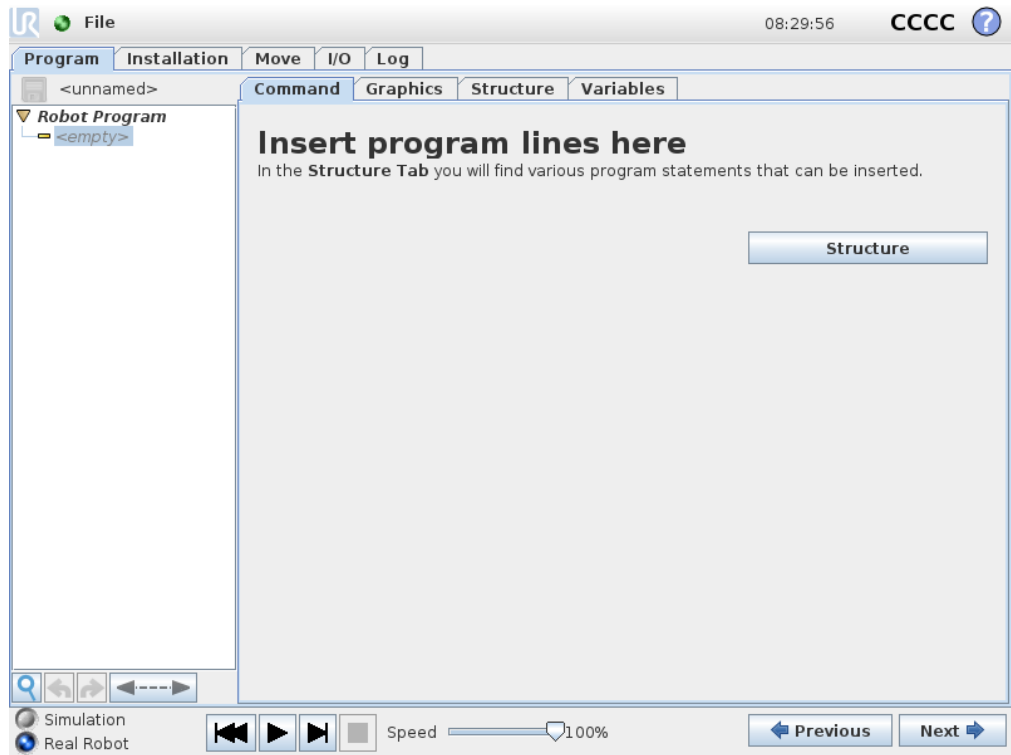 UR File 08:29:56 CCCC ?
Program Installation Move I/O Log
<unnamed> Command Graphics Structure Variables
Robot Program
<empty>
Insert program lines here
In the Structure Tab you will find various program statements that can be inserted.
Structure
Simulation
Real Robot
Speed 100%
Previous Next